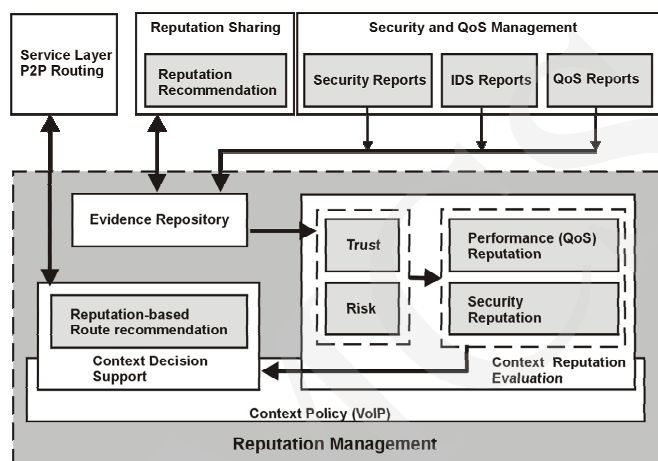 Service Layer
P2P Routing
Reputation Sharing
Reputation
Recommendation
Security and QoS Management
Security Reports
IDS Reports
QoS Reports
Evidence Repository
Trust
Risk
Performance (QoS)
Reputation
Security
Reputation
Reputation-based
Route recommendation
Context Decision
Support
Context Reputation
Evaluation
Context Policy (VoIP)
Reputation Management